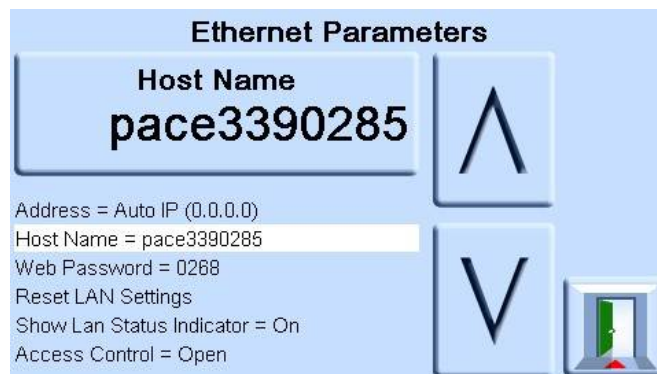 Ethernet Parameters
Host Name
pace3390285
Address = Auto IP (0.0.0.0)
Host Name = pace3390285
Web Password = 0268
Reset LAN Settings
Show Lan Status Indicator = On
Access Control = Open